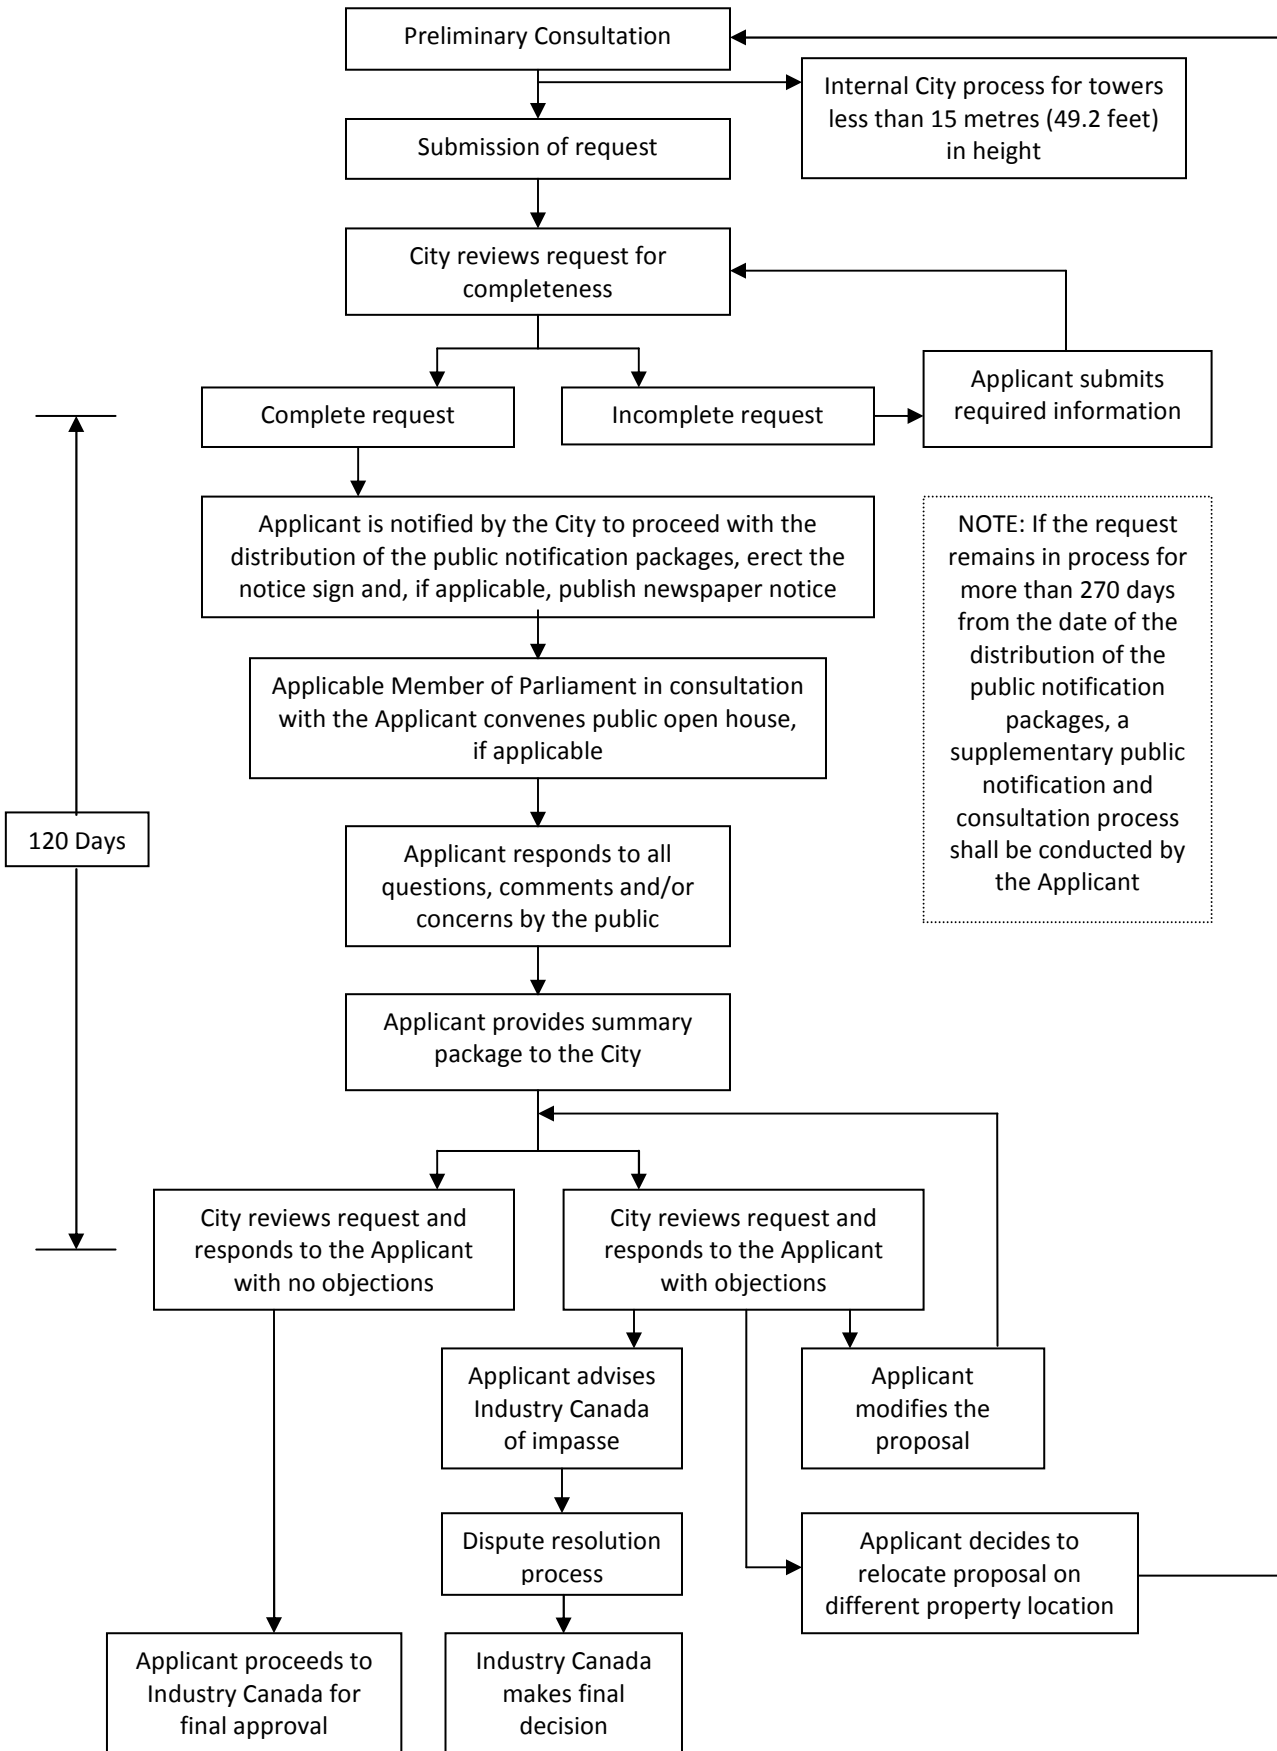 Preliminary Consultation
Internal City process for towers
less than 15 metres (49.2 feet)
in height
Submission of request
City reviews request for
completeness
Applicant submits
required information
Complete request
Incomplete request
Applicant is notified by the City to proceed with the
distribution of the public notification packages, erect the
notice sign and, if applicable, publish newspaper notice
NOTE: If the request
remains in process for
more than 270 days
from the date of the
distribution of the
public notification
packages, a
supplementary public
notification and
consultation process
shall be conducted by
the Applicant
Applicable Member of Parliament in consultation
with the Applicant convenes public open house,
if applicable
120 Days
Applicant responds to all
questions, comments and/or
concerns by the public
Applicant provides summary
package to the City
City reviews request and
responds to the Applicant
with no objections
City reviews request and
responds to the Applicant
with objections
Applicant advises
Industry Canada
of impasse
Applicant
modifies the
proposal
Dispute resolution
process
Applicant decides to
relocate proposal on
different property location
Applicant proceeds to
Industry Canada for
final approval
Industry Canada
makes final
decision